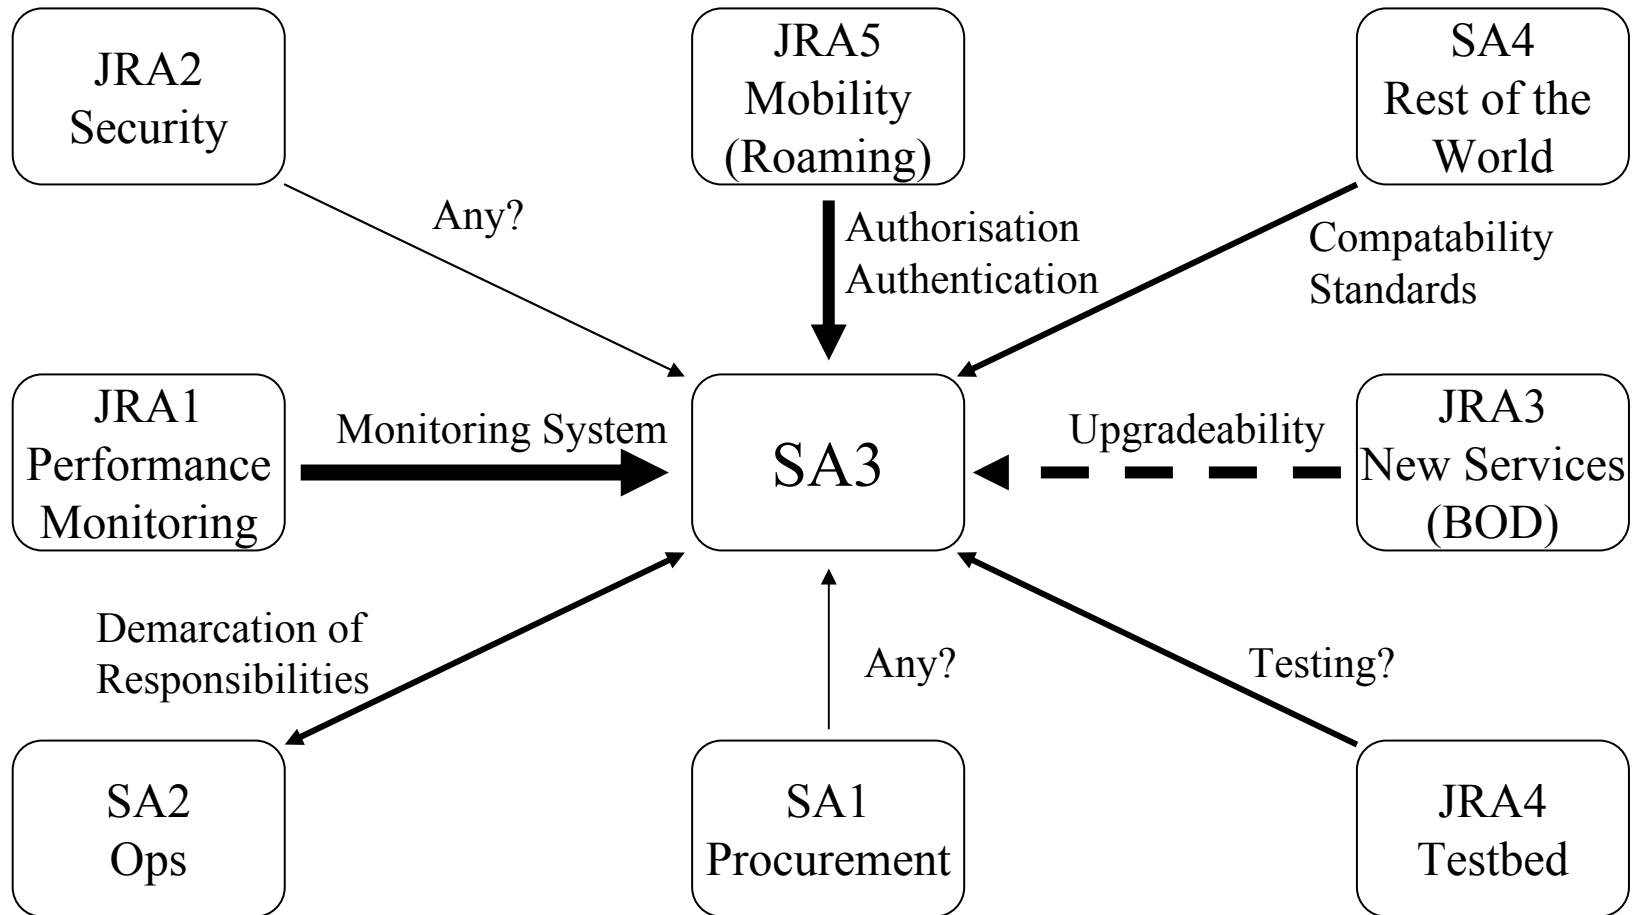 JRA2
Security
JRA5
Mobility
(Roaming)
SA4
Rest of the
World
Any?
Authorisation
Authentication
Compatability
Standards
JRA1
Performance
Monitoring
Monitoring System
SA3
Upgradeability
JRA3
New Services
(BOD)
Demarcation of
Responsibilities
Any?
Testing?
SA2
Ops
SA1
Procurement
JRA4
Testbed